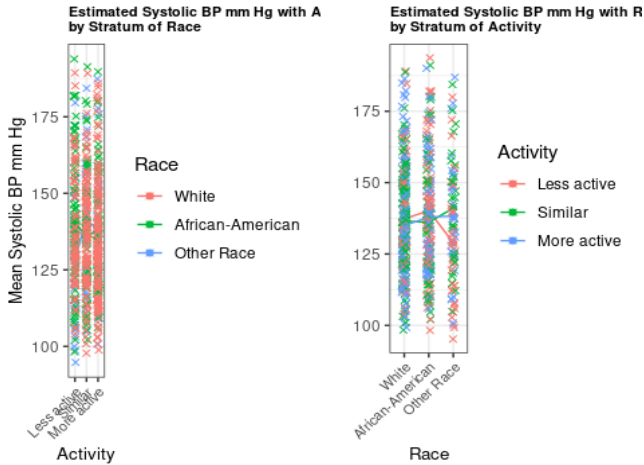 Estimated Systolic BP mm Hg with A
by Stratum of Race
Mean Systolic BP mm Hg
175
150
125
100
Less active
Similar
More active
Activity
Race
White
African-American
Other Race
Estimated Systolic BP mm Hg with R
by Stratum of Activity
175
150
125
100
White
African-American
Other Race
Race
Activity
Less active
Similar
More active